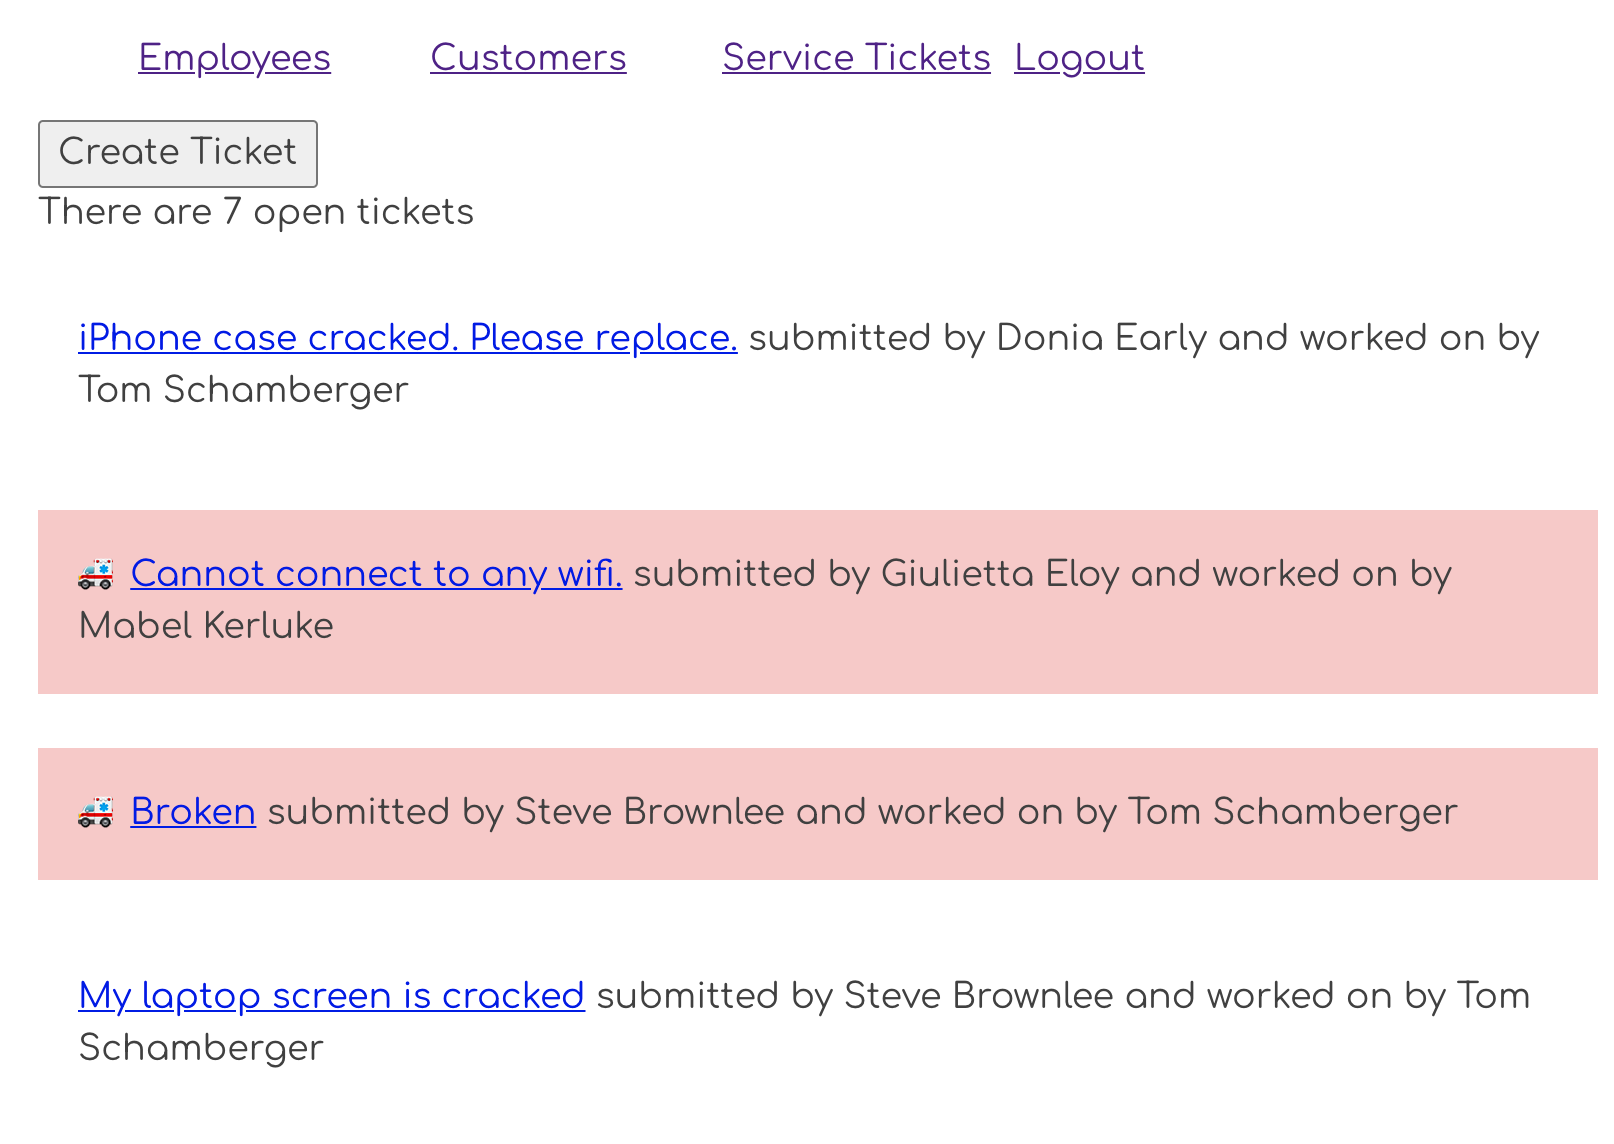 Employees Customers Service Tickets Logout
Create Ticket
There are 7 open tickets
iPhone case cracked. Please replace. submitted by Donia Early and worked on by
Tom Schamberger
🚑 Cannot connect to any wifi. submitted by Giulietta Eloy and worked on by
Mabel Kerluke
🚑 Broken submitted by Steve Brownlee and worked on by Tom Schamberger
My laptop screen is cracked submitted by Steve Brownlee and worked on by Tom
Schamberger